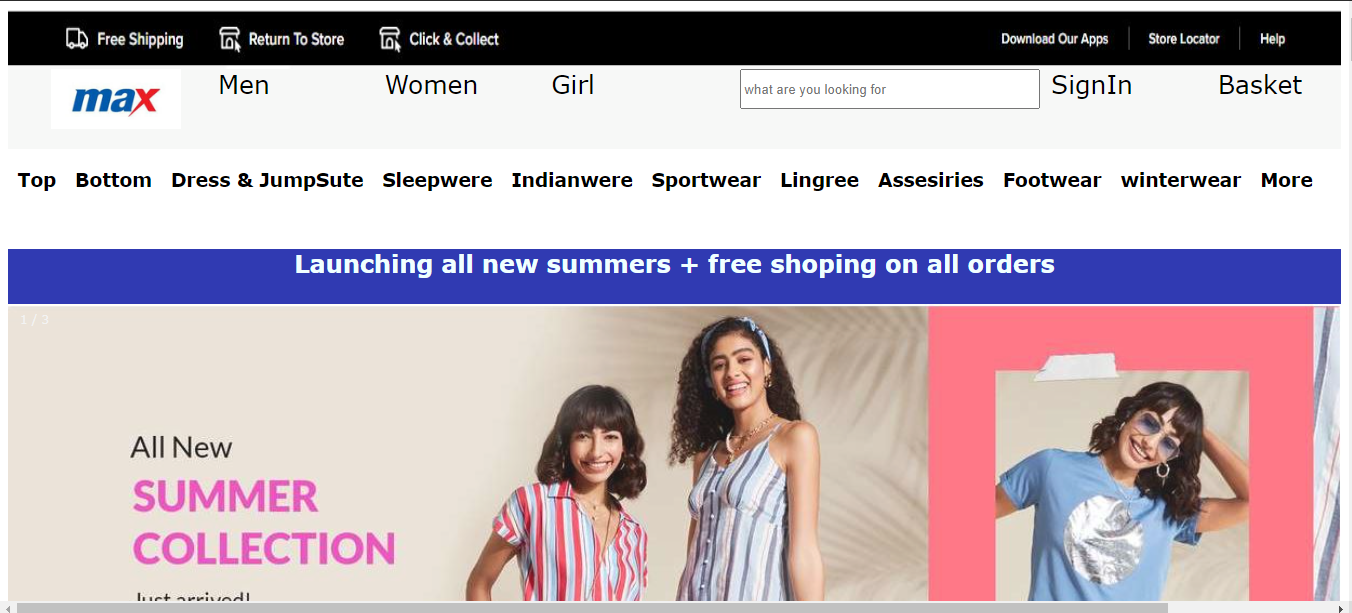 Free Shipping Return To Store Click & Collect Download Our Apps Store Locator Help
max Men Women Girl what are you looking for SignIn Basket
Top Bottom Dress & JumpSute Sleepwere Indianwere Sportwear Lingree Assesiries Footwear winterwear More
Launching all new summers + free shoping on all orders
1 / 3
All New
SUMMER
COLLECTION
Just arrived!